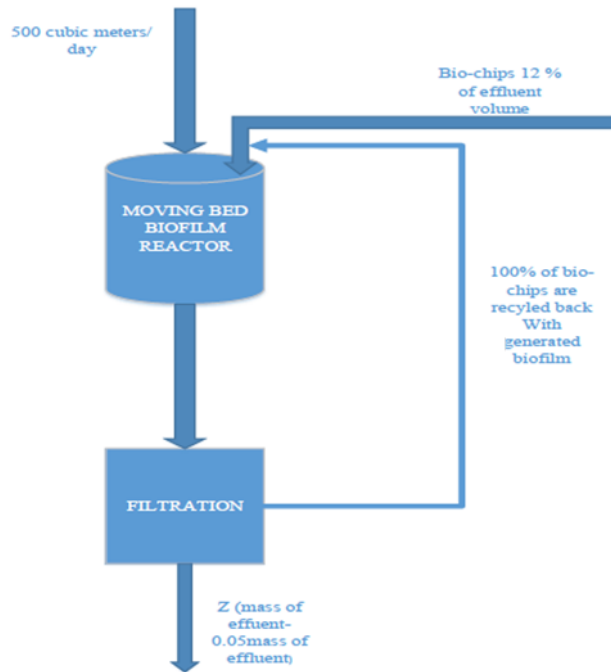 500 cubic meters/
day
Bio-chips 12 %
of effluent
volume
MOVING BED
BIOFILM
REACTOR
100% of bio-
chips are
recyled back
With
generated
biofilm
FILTRATION
Z (mass of
effuent-
0.05mass of
effluent)